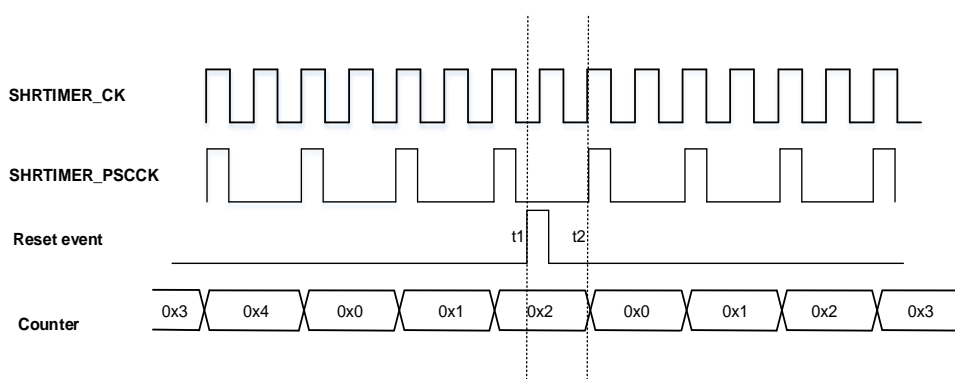 SHRTIMER_CK
SHRTIMER_PSCCK
Reset event
t1 t2
Counter
0x3 0x4 0x0 0x1 0x2 0x0 0x1 0x2 0x3